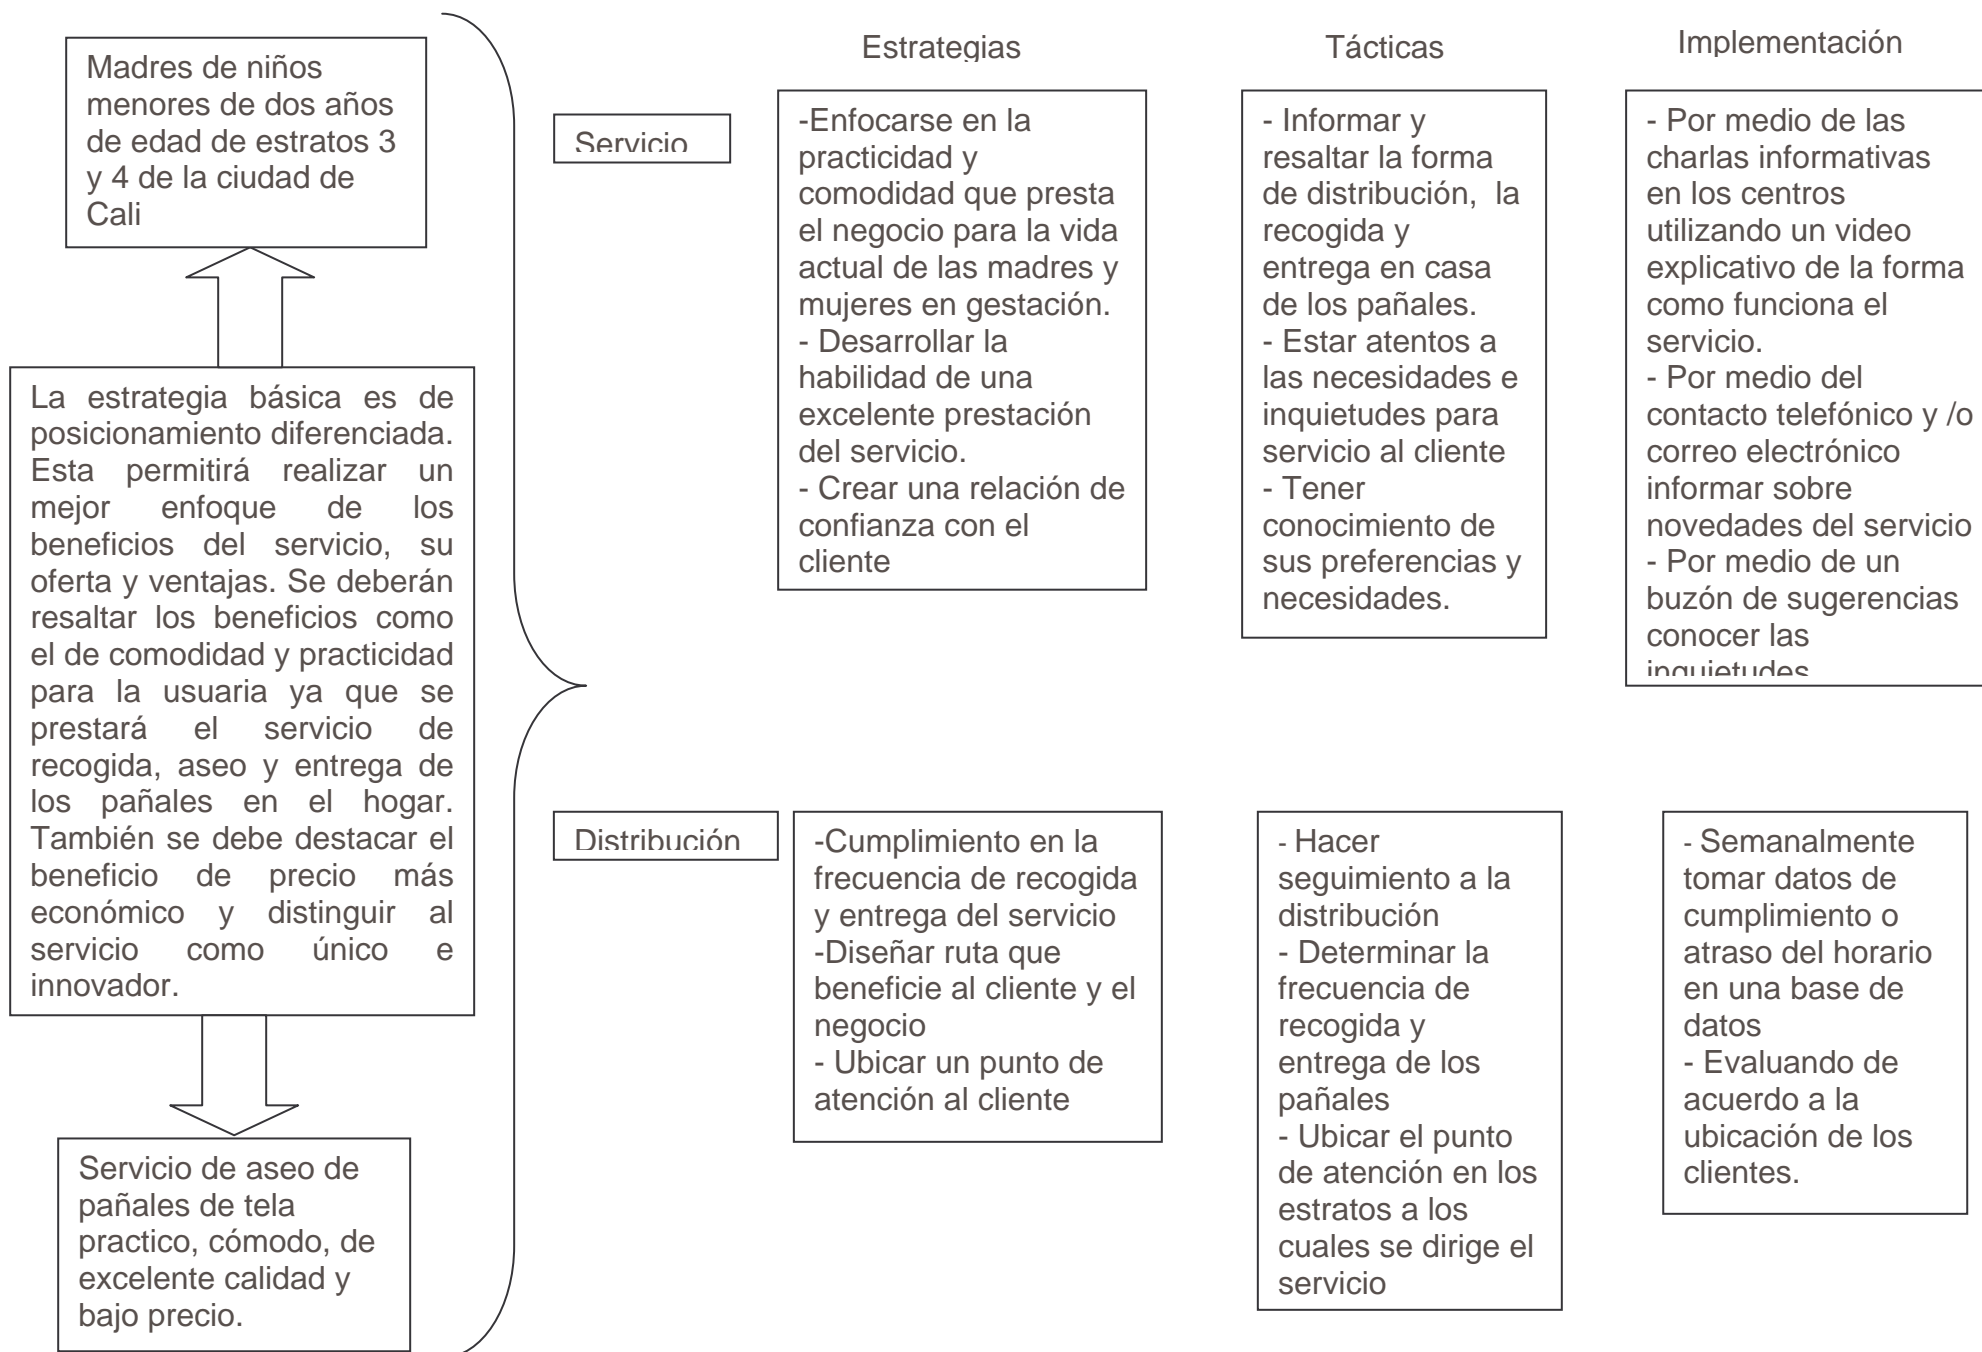 Madres de niños
menores de dos años
de edad de estratos 3
y 4 de la ciudad de
Cali
La estrategia básica es de
posicionamiento diferenciada.
Esta permitirá realizar un
mejor enfoque de los
beneficios del servicio, su
oferta y ventajas. Se deberán
resaltar los beneficios como
el de comodidad y practicidad
para la usuaria ya que se
prestará el servicio de
recogida, aseo y entrega de
los pañales en el hogar.
También se debe destacar el
beneficio de precio más
económico y distinguir al
servicio como único e
innovador.
Servicio de aseo de
pañales de tela
practico, cómodo, de
excelente calidad y
bajo precio.
Estrategias
Tácticas
Implementación
Servicio
-Enfocarse en la
practicidad y
comodidad que presta
el negocio para la vida
actual de las madres y
mujeres en gestación.
- Desarrollar la
habilidad de una
excelente prestación
del servicio.
- Crear una relación de
confianza con el
cliente
- Informar y
resaltar la forma
de distribución, la
recogida y
entrega en casa
de los pañales.
- Estar atentos a
las necesidades e
inquietudes para
servicio al cliente
- Tener
conocimiento de
sus preferencias y
necesidades.
- Por medio de las
charlas informativas
en los centros
utilizando un video
explicativo de la forma
como funciona el
servicio.
- Por medio del
contacto telefónico y /o
correo electrónico
informar sobre
novedades del servicio
- Por medio de un
buzón de sugerencias
conocer las
inquietudes
Distribución
-Cumplimiento en la
frecuencia de recogida
y entrega del servicio
-Diseñar ruta que
beneficie al cliente y el
negocio
- Ubicar un punto de
atención al cliente
- Hacer
seguimiento a la
distribución
- Determinar la
frecuencia de
recogida y
entrega de los
pañales
- Ubicar el punto
de atención en los
estratos a los
cuales se dirige el
servicio
- Semanalmente
tomar datos de
cumplimiento o
atraso del horario
en una base de
datos
- Evaluando de
acuerdo a la
ubicación de los
clientes.